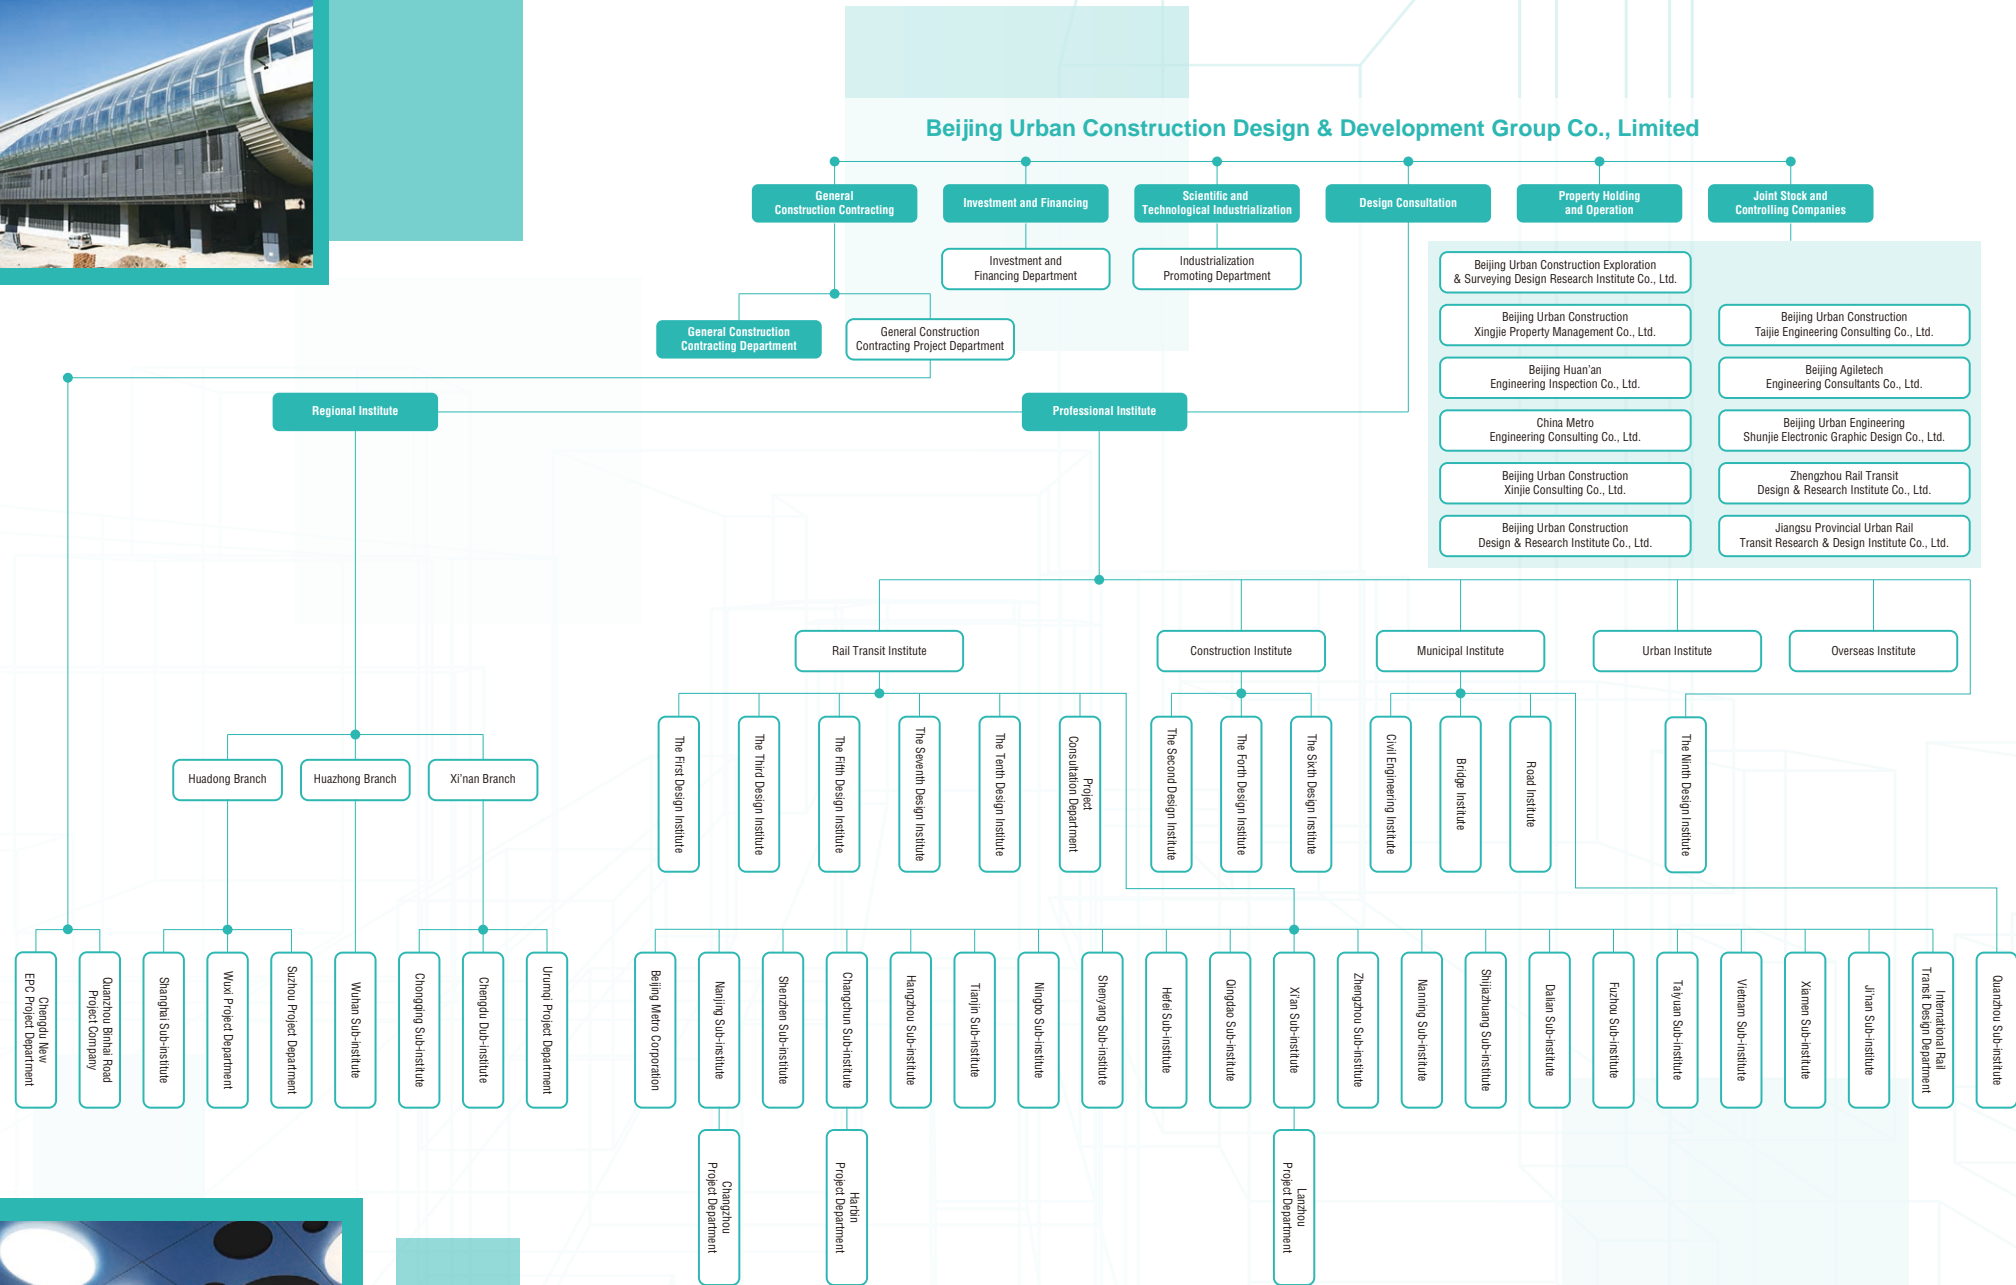 Beijing Urban Construction Design & Development Group Co., Limited
General
Construction Contracting
Investment and Financing
Scientific and
Technological Industrialization
Design Consultation
Property Holding
and Operation
Joint Stock and
Controlling Companies
Investment and
Financing Department
Industrialization
Promoting Department
Beijing Urban Construction Exploration
& Surveying Design Research Institute Co., Ltd.
Beijing Urban Construction
Xingjie Property Management Co., Ltd.
Beijing Urban Construction
Taijie Engineering Consulting Co., Ltd.
General Construction
Contracting Department
General Construction
Contracting Project Department
Beijing Huan'an
Engineering Inspection Co., Ltd.
Beijing Agiletech
Engineering Consultants Co., Ltd.
Regional Institute
Professional Institute
China Metro
Engineering Consulting Co., Ltd.
Beijing Urban Engineering
Shunjie Electronic Graphic Design Co., Ltd.
Beijing Urban Construction
Xinjie Consulting Co., Ltd.
Zhengzhou Rail Transit
Design & Research Institute Co., Ltd.
Beijing Urban Construction
Design & Research Institute Co., Ltd.
Jiangsu Provincial Urban Rail
Transit Research & Design Institute Co., Ltd.
Rail Transit Institute
Construction Institute
Municipal Institute
Urban Institute
Overseas Institute
The First Design Institute
The Third Design Institute
The Fifth Design Institute
The Seventh Design Institute
The Tenth Design Institute
Project
Consultation Department
The Second Design Institute
The Forth Design Institute
The Sixth Design Institute
Civil Engineering Institute
Bridge Institute
Road Institute
The Ninth Design Institute
Huadong Branch
Huazhong Branch
Xi'nan Branch
Chengdu New
EPC Project Department
Quanzhou Binhai Road
Project Company
Shanghai Sub-institute
Wuxi Project Department
Suzhou Project Department
Wuhan Sub-institute
Chongqing Sub-institute
Chengdu Dub-institute
Urumqi Project Department
Beijing Metro Corporation
Nanjing Sub-institute
Shenzhen Sub-institute
Changchun Sub-institute
Hangzhou Sub-institute
Tianjin Sub-institute
Ningbo Sub-institute
Shenyang Sub-institute
Hefei Sub-institute
Qingdao Sub-institute
Xi'an Sub-institute
Zhengzhou Sub-institute
Nanning Sub-institute
Shijiazhuang Sub-institute
Dalian Sub-institute
Fuzhou Sub-institute
Taiyuan Sub-institute
Vietnam Sub-institute
Xiamen Sub-institute
Ji'nan Sub-institute
International Rail
Transit Design Department
Quanzhou Sub-institute
Changzhou
Project Department
Harbin
Project Department
Lanzhou
Project Department